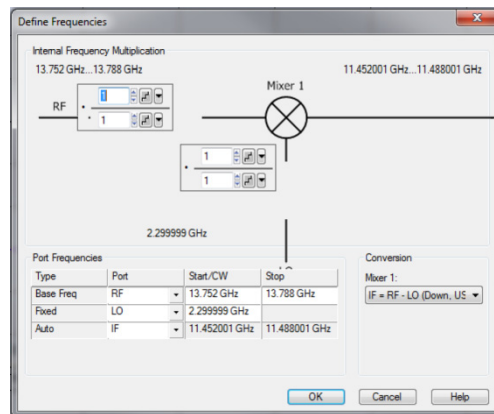 Define Frequencies
Internal Frequency Multiplication
13.752 GHz...13.788 GHz
11.452001 GHz...11.488001 GHz
Mixer 1
RF
1
1
1
1
2.299999 GHz
Port Frequencies
Type Port Start/CW Stop
Base Freq RF 13.752 GHz 13.788 GHz
Fixed LO 2.299999 GHz
Auto IF 11.452001 GHz 11.488001 GHz
Conversion
Mixer 1:
IF = RF - LO (Down, US
OK Cancel Help